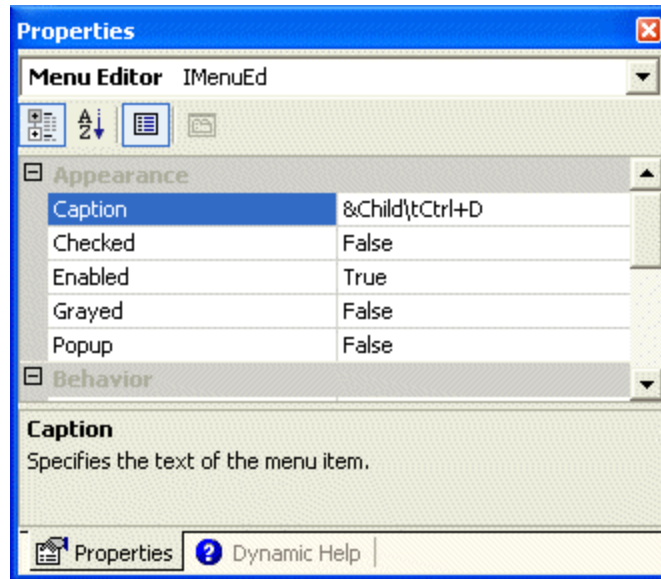 Properties
Menu Editor IMenuEd
A
Z
Appearance
Caption &Child\tCtrl+D
Checked False
Enabled True
Grayed False
Popup False
Behavior
Caption
Specifies the text of the menu item.
Properties ? Dynamic Help